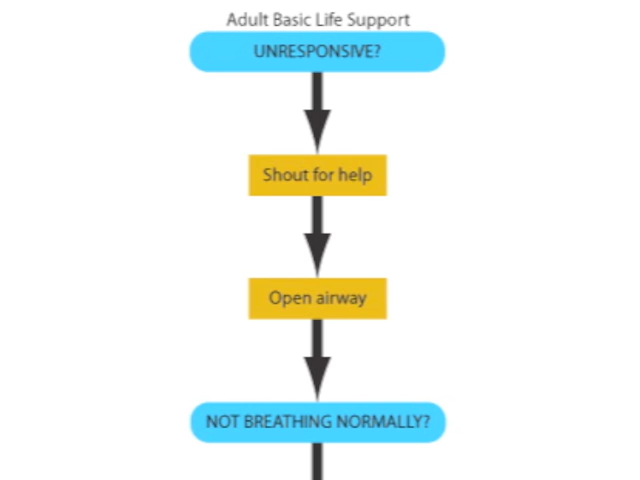 Adult Basic Life Support
UNRESPONSIVE?
Shout for help
Open airway
NOT BREATHING NORMALLY?